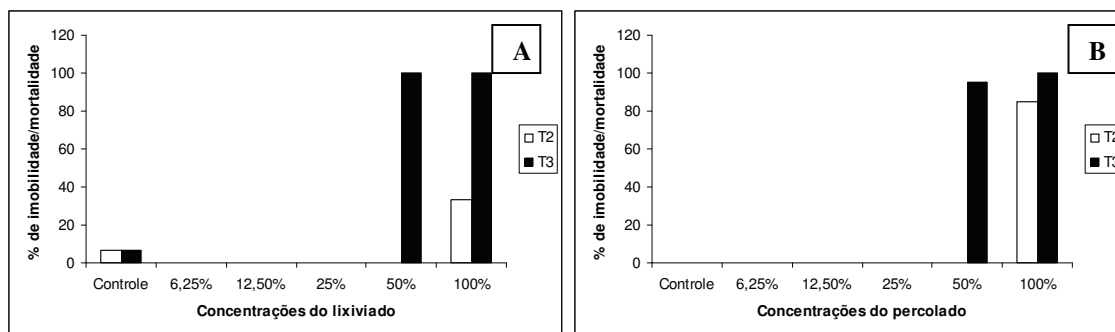 A
% de imobilidade/mortalidade
120
100
80
60
40
20
0
Controle 6,25% 12,50% 25% 50% 100%
Concentrações do lixiviado
T2
T3
B
% de imobilidade/mortalidade
120
100
80
60
40
20
0
Controle 6,25% 12,50% 25% 50% 100%
Concentrações do percolado
T2
T3